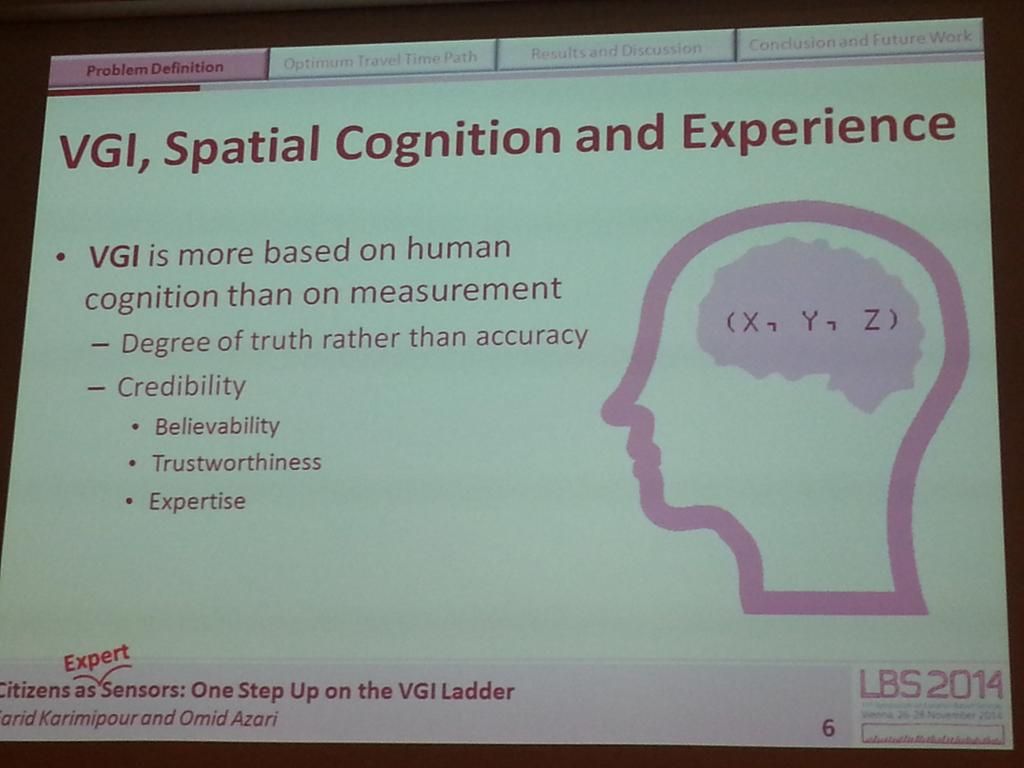 Problem Definition
Optimum Travel Time Path
Results and Discussion
Conclusion and Future Work
VGI, Spatial Cognition and Experience
• VGI is more based on human
cognition than on measurement
– Degree of truth rather than accuracy
– Credibility
• Believability
• Trustworthiness
• Expertise
(X, Y, Z)
Expert
Citizens as Sensors: One Step Up on the VGI Ladder
Farid Karimipour and Omid Azari
6
LBS 2014
Vienna, 26-28 November 2014